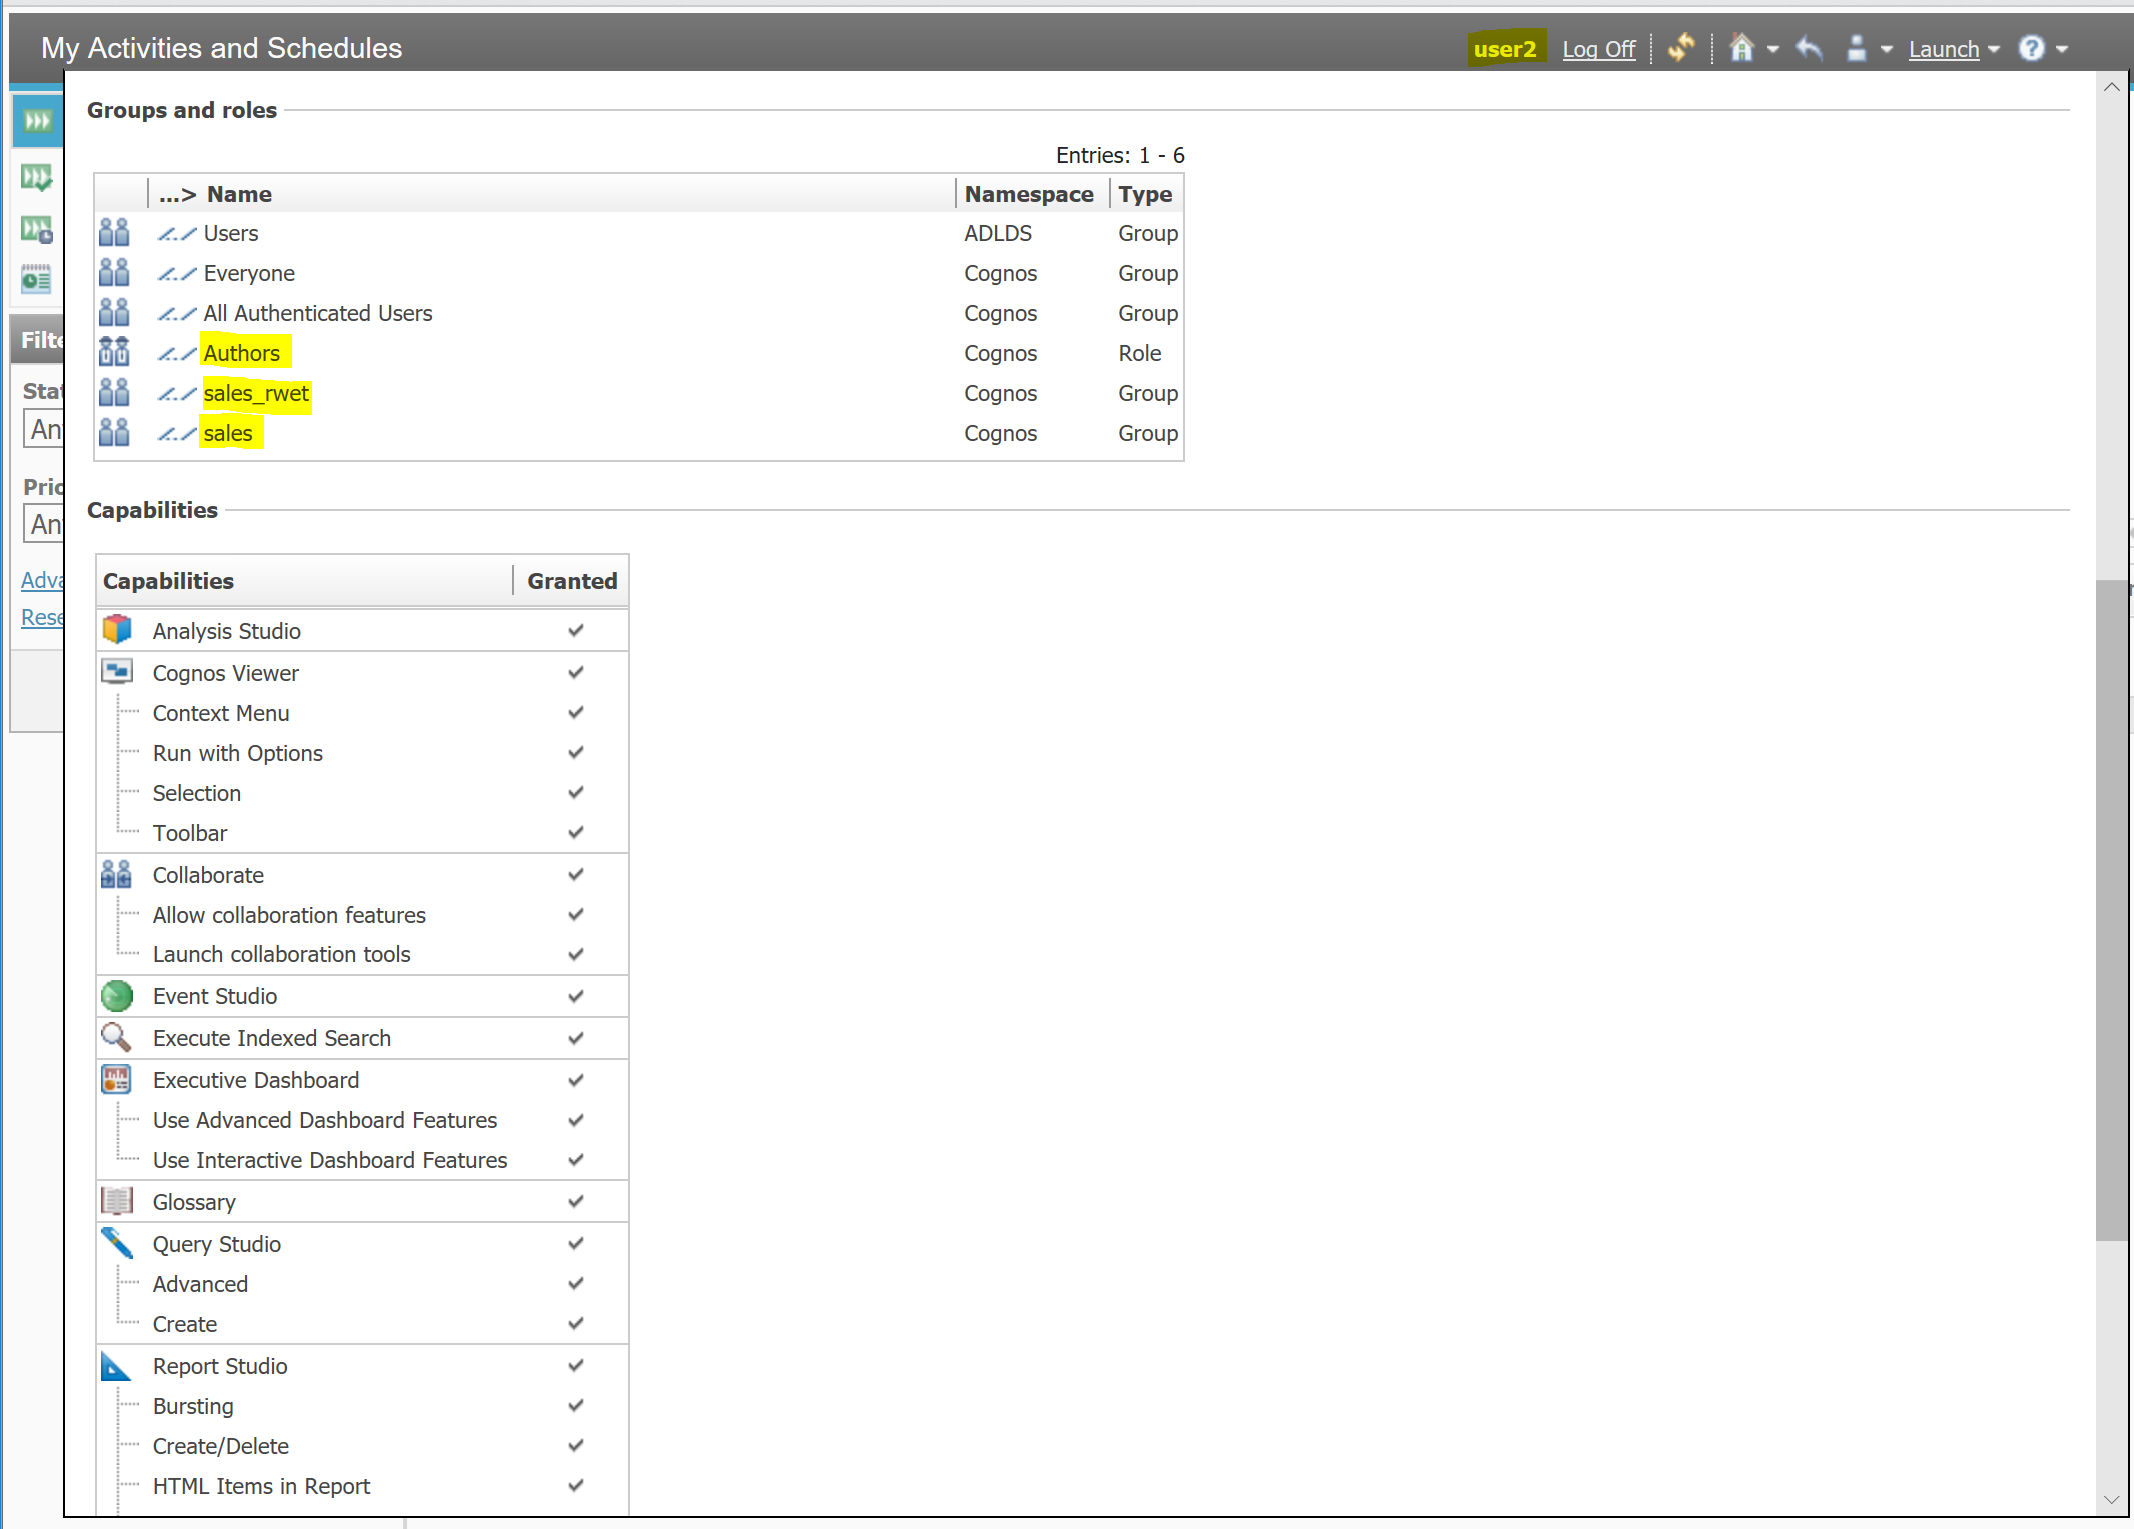 My Activities and Schedules user2 Log Off Launch
Groups and roles
Entries: 1 - 6
...> Name Namespace Type
Users ADLDS Group
Everyone Cognos Group
All Authenticated Users Cognos Group
Authors Cognos Role
sales_rwet Cognos Group
sales Cognos Group
Capabilities
Capabilities Granted
Analysis Studio
Cognos Viewer
Context Menu
Run with Options
Selection
Toolbar
Collaborate
Allow collaboration features
Launch collaboration tools
Event Studio
Execute Indexed Search
Executive Dashboard
Use Advanced Dashboard Features
Use Interactive Dashboard Features
Glossary
Query Studio
Advanced
Create
Report Studio
Bursting
Create/Delete
HTML Items in Report